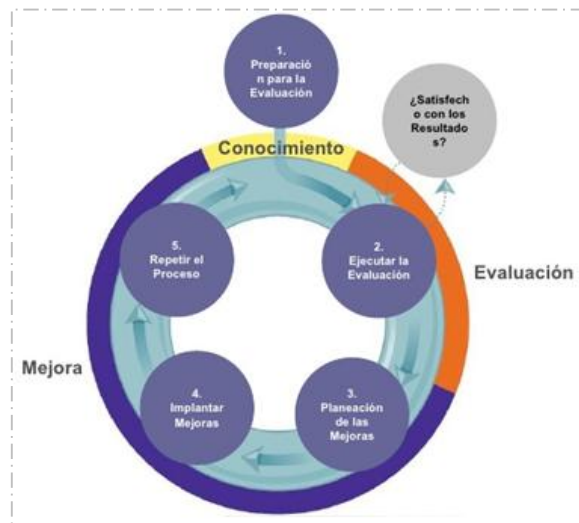 1.
Preparació
n para la
Evaluación
¿Satisfech
o con los
Resultado
s?
Conocimiento
5.
Repetir el
Proceso
2.
Ejecutar la
Evaluación
Evaluación
Mejora
4.
Implantar
Mejoras
3.
Planeación
de las
Mejoras